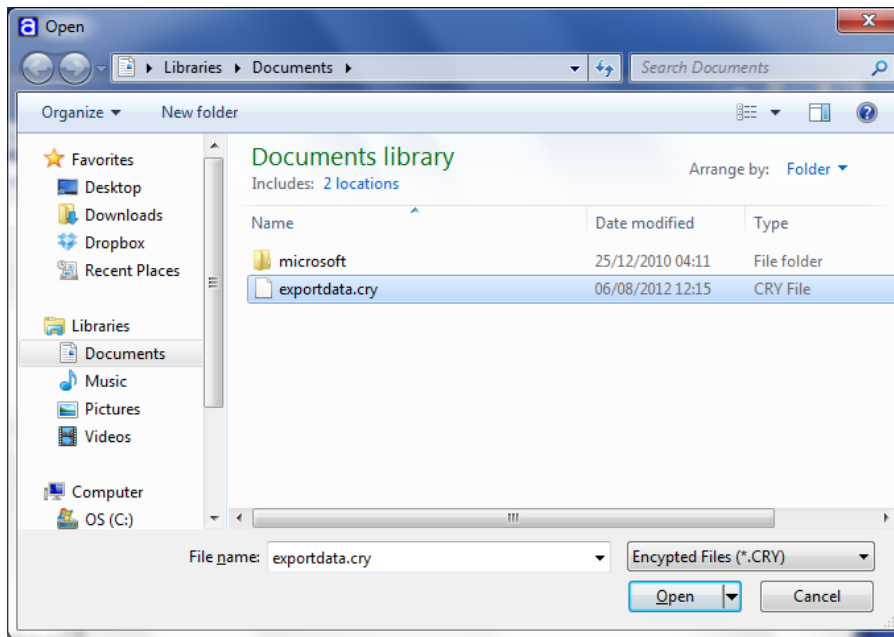 a Open
Libraries Documents
Search Documents
Organize New folder
Favorites
Desktop
Downloads
Dropbox
Recent Places
Libraries
Documents
Music
Pictures
Videos
Computer
OS (C:)
Documents library
Includes: 2 locations
Arrange by: Folder
Name Date modified Type
microsoft 25/12/2010 04:11 File folder
exportdata.cry 06/08/2012 12:15 CRY File
File name: exportdata.cry Encypted Files (*.CRY)
Open Cancel